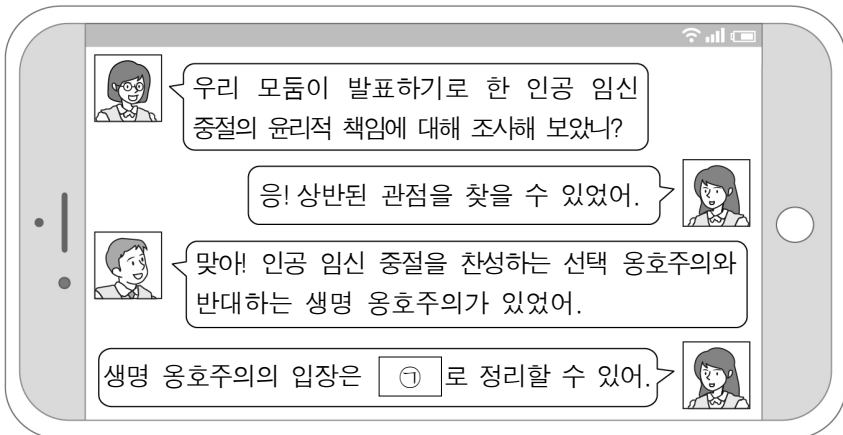 우리 모둠이 발표하기로 한 인공 임신
중절의 윤리적 책임에 대해 조사해 보았니?
응! 상반된 관점을 찾을 수 있었어.
맞아! 인공 임신 중절을 찬성하는 선택 옹호주의와
반대하는 생명 옹호주의가 있었어.
생명 옹호주의의 입장은 ㉠ 로 정리할 수 있어.